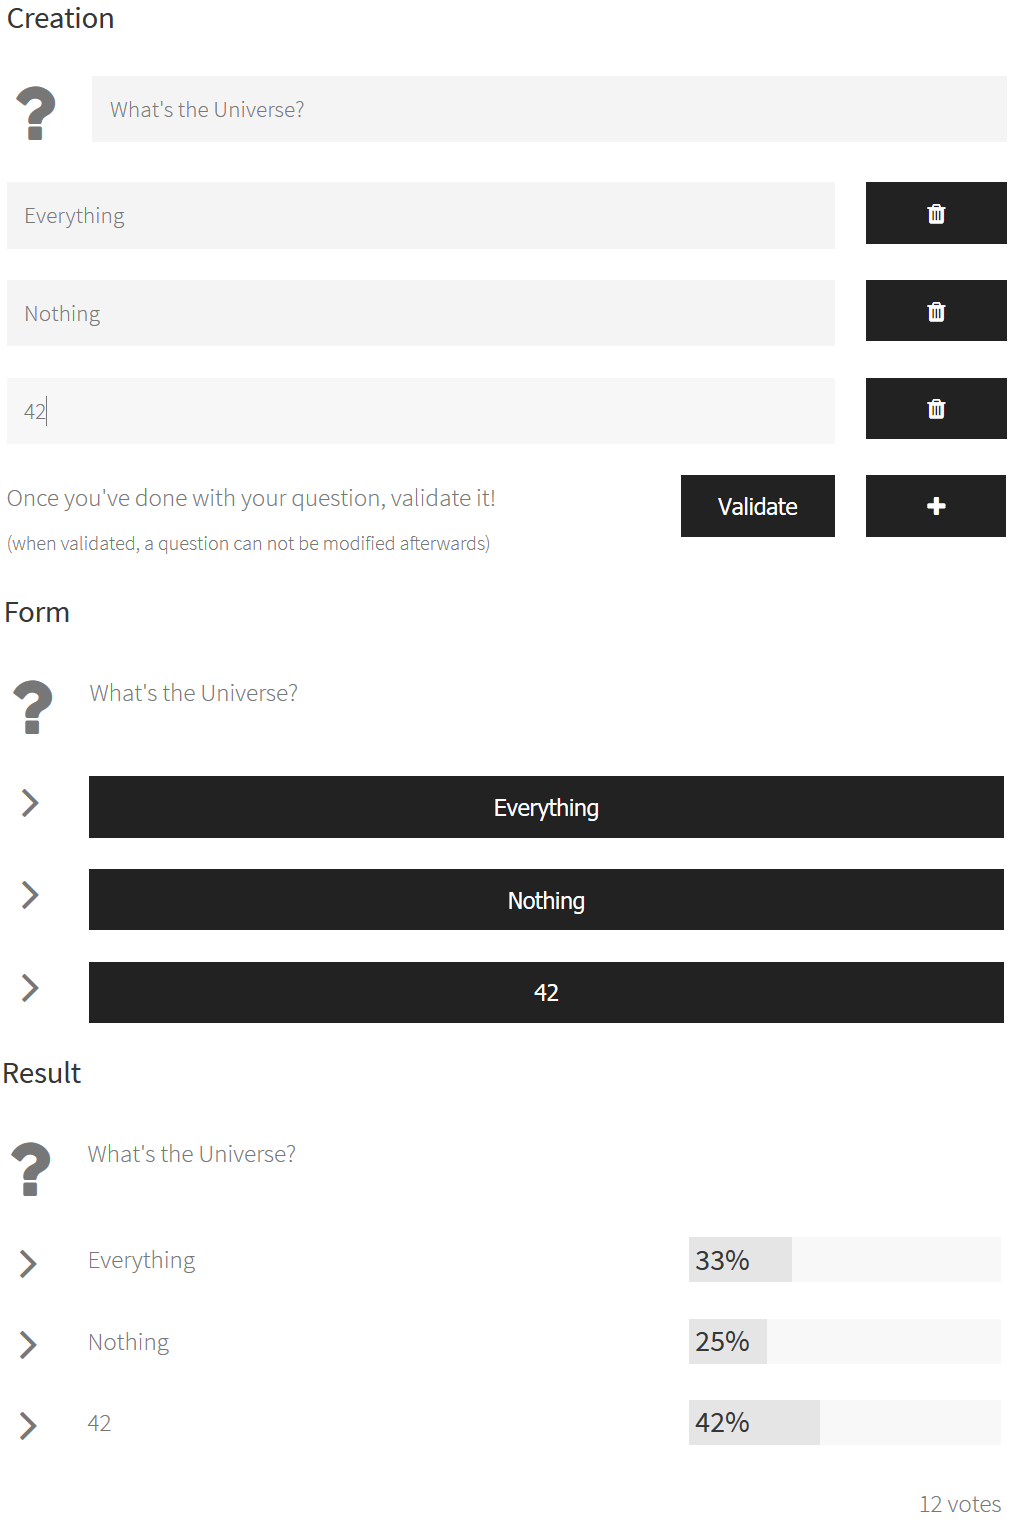 Creation
What's the Universe?
Everything
Nothing
42
Once you've done with your question, validate it!
Validate
(when validated, a question can not be modified afterwards)
Form
What's the Universe?
Everything
Nothing
42
Result
What's the Universe?
Everything 33%
Nothing 25%
42 42%
12 votes